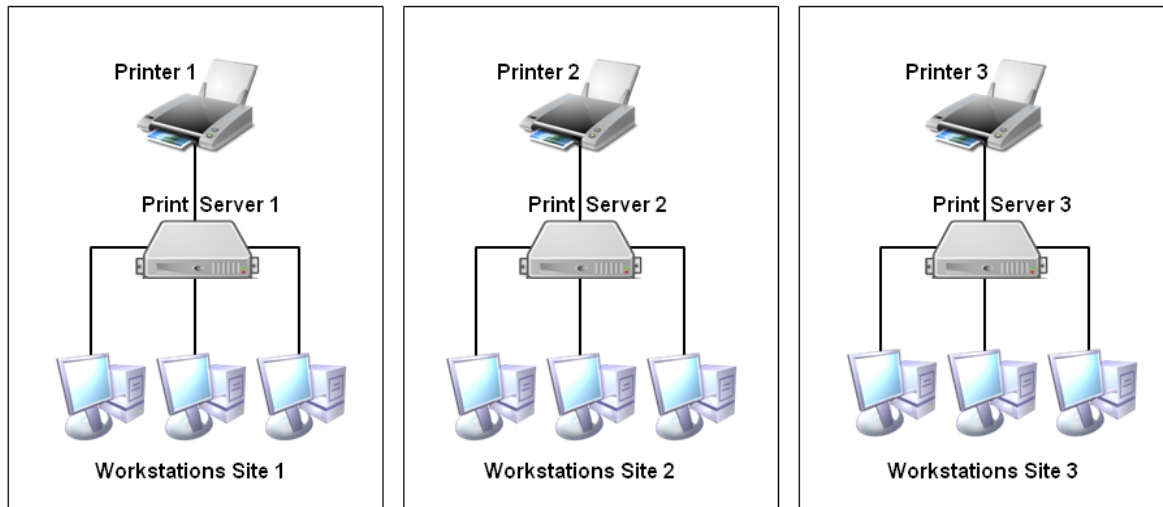 Printer 1
Print Server 1
Workstations Site 1
Printer 2
Print Server 2
Workstations Site 2
Printer 3
Print Server 3
Workstations Site 3